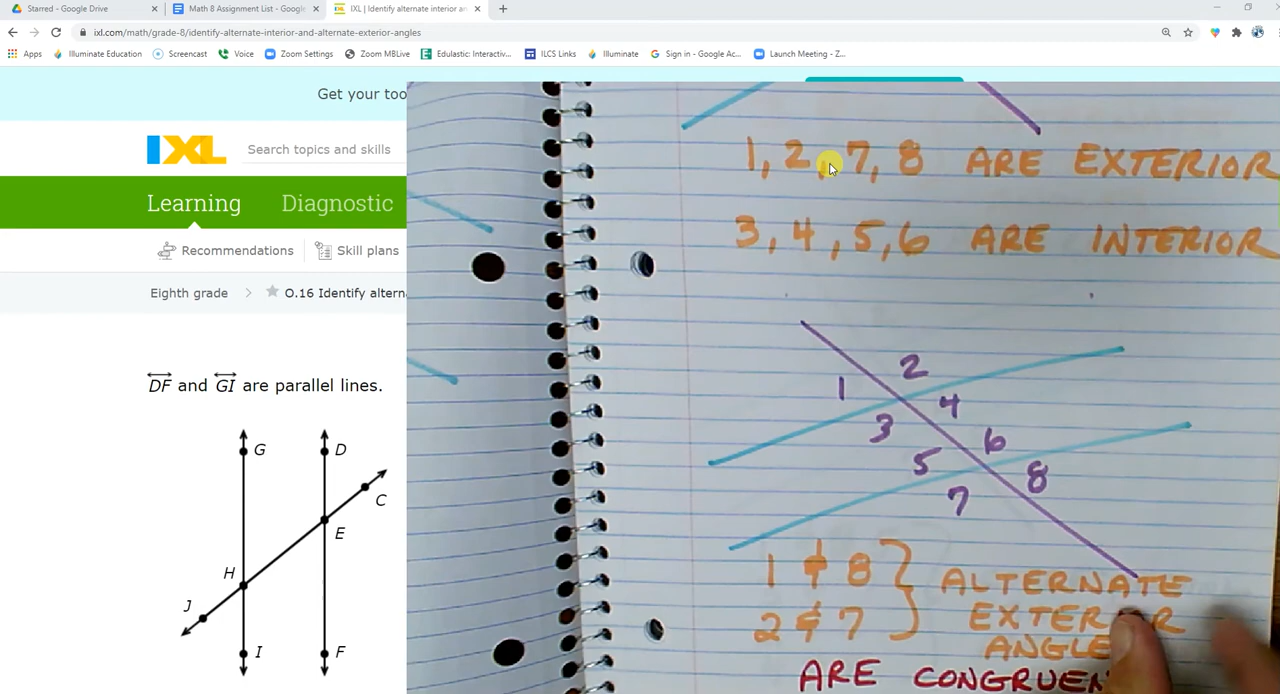 Starred - Google Drive
Math 8 Assignment List - Google
IXL | Identify alternate interior an
ixl.com/math/grade-8/identify-alternate-interior-and-alternate-exterior-angles
Apps
Illuminate Education
Screencast
Voice
Zoom Settings
Zoom MBLive
Edulastic: Interactiv...
ILCS Links
Illuminate
Sign in - Google Ac...
Launch Meeting - Z...
Get your
IXL
Search topics and skills
Learning
Diagnostic
Recommendations
Skill plans
Eighth grade
O.16 Identify altern
DF and GI are parallel lines.
G
D
C
E
H
J
I
F
1, 2, 7, 8 ARE EXTERIOR
3, 4, 5, 6 ARE INTERIOR
2
1
4
3
6
5
8
7
1 & 8 } ALTERNATE
2 & 7 EXTERIOR
ANGLE
ARE CONGRUEN